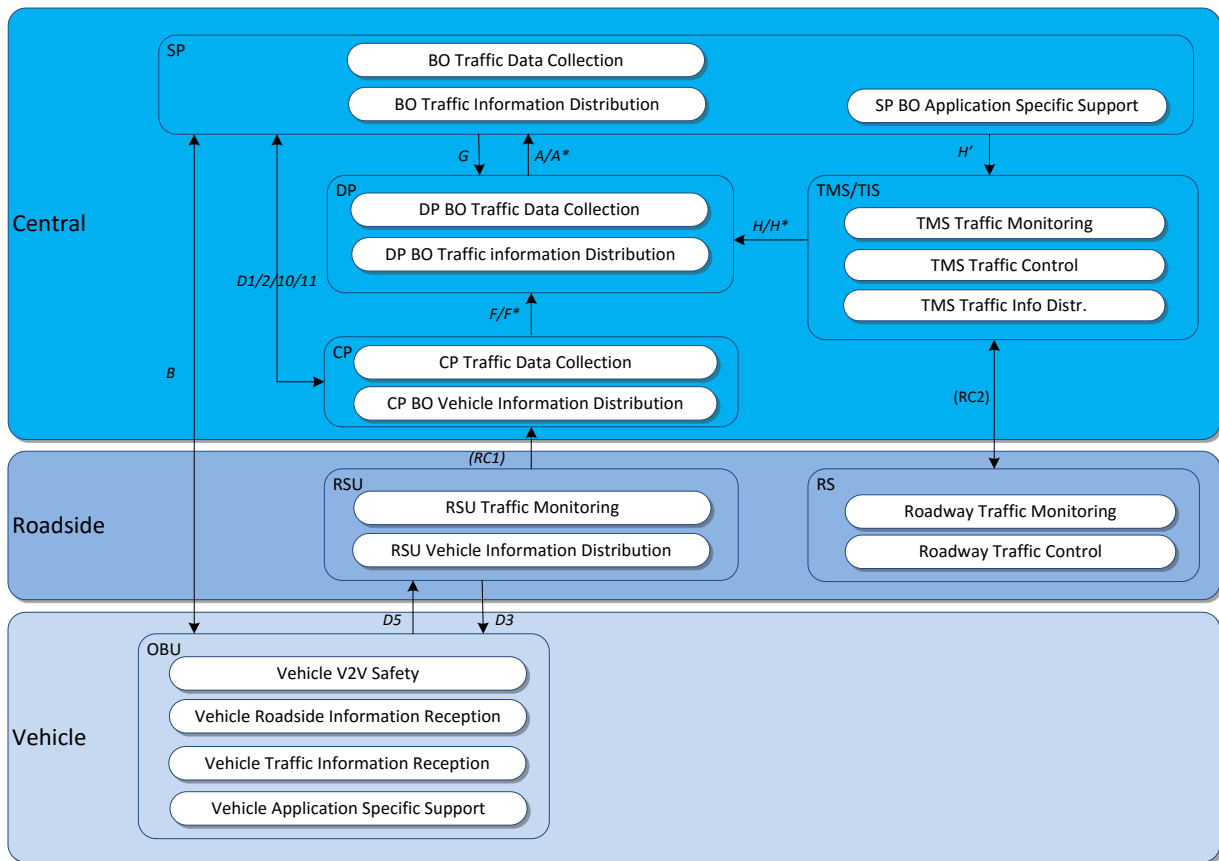 SP
BO Traffic Data Collection
BO Traffic Information Distribution
SP BO Application Specific Support
G
A/A*
H’
DP
DP BO Traffic Data Collection
DP BO Traffic information Distribution
TMS/TIS
TMS Traffic Monitoring
TMS Traffic Control
TMS Traffic Info Distr.
Central
H/H*
D1/2/10/11
F/F*
CP
CP Traffic Data Collection
CP BO Vehicle Information Distribution
B
(RC2)
(RC1)
Roadside
RSU
RSU Traffic Monitoring
RSU Vehicle Information Distribution
RS
Roadway Traffic Monitoring
Roadway Traffic Control
D5
D3
Vehicle
OBU
Vehicle V2V Safety
Vehicle Roadside Information Reception
Vehicle Traffic Information Reception
Vehicle Application Specific Support